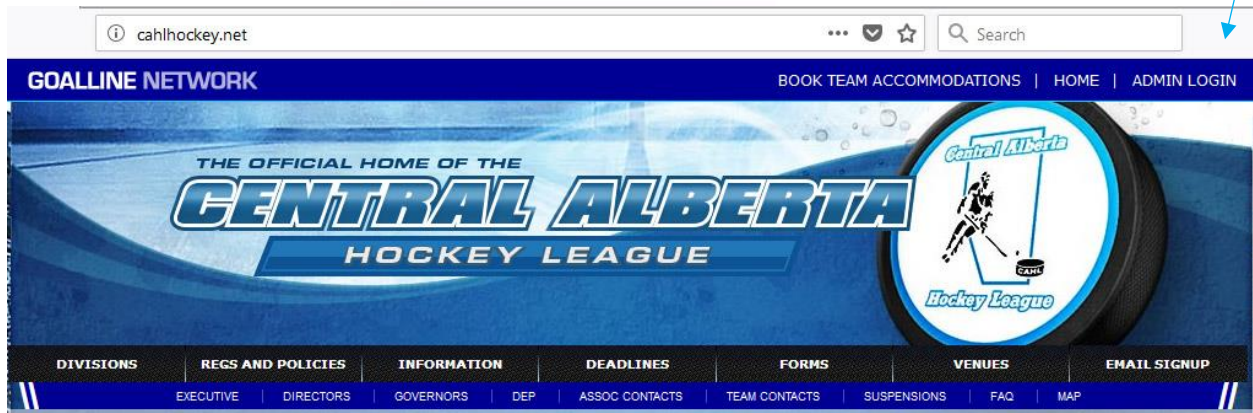 cahlhockey.net
Search
GOALLINE NETWORK
BOOK TEAM ACCOMMODATIONS | HOME | ADMIN LOGIN
THE OFFICIAL HOME OF THE
CENTRAL ALBERTA
HOCKEY LEAGUE
Central Alberta
CAHL
Hockey League
DIVISIONS REGS AND POLICIES INFORMATION DEADLINES FORMS VENUES EMAIL SIGNUP
EXECUTIVE | DIRECTORS | GOVERNORS | DEP | ASSOC CONTACTS | TEAM CONTACTS | SUSPENSIONS | FAQ | MAP